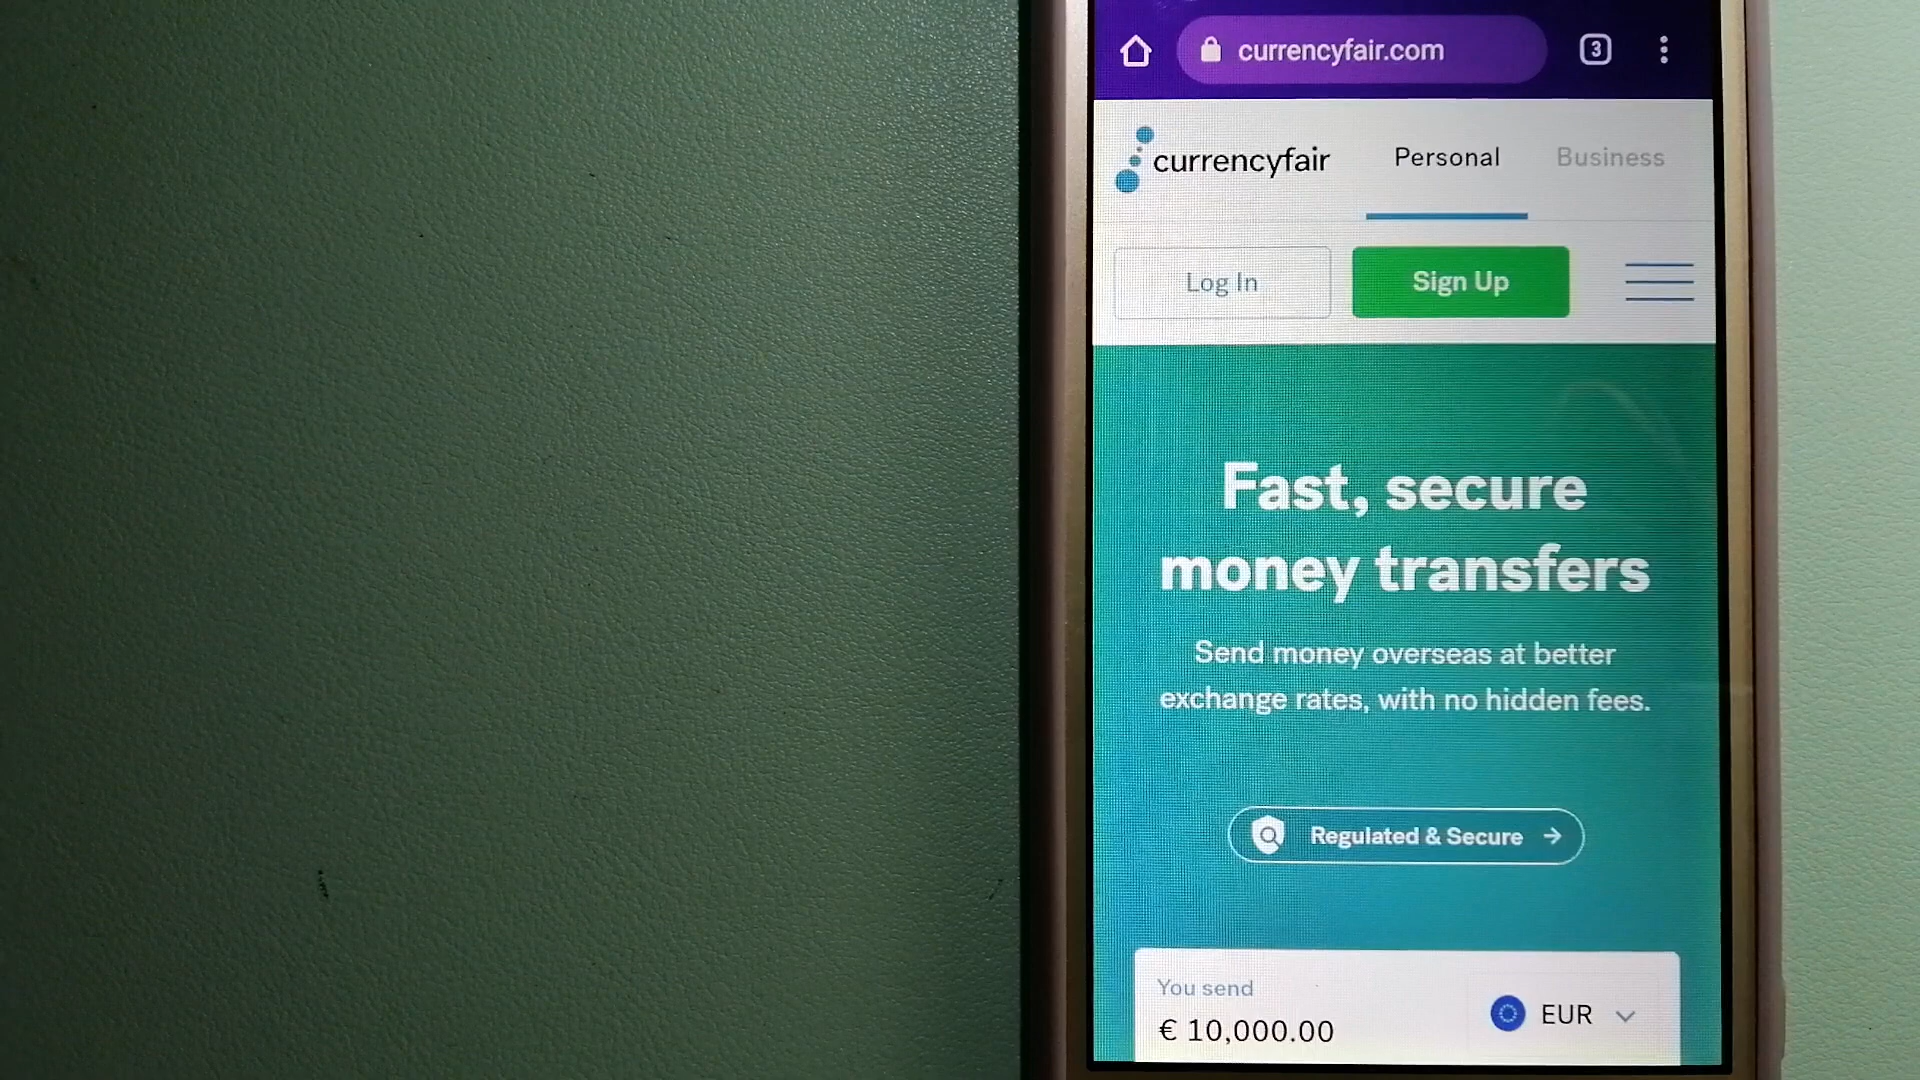 currencyfair.com
3
currencyfair
Personal
Business
Log In
Sign Up
Fast, secure
money transfers
Send money overseas at better
exchange rates, with no hidden fees.
Regulated & Secure →
You send
€ 10,000.00
EUR